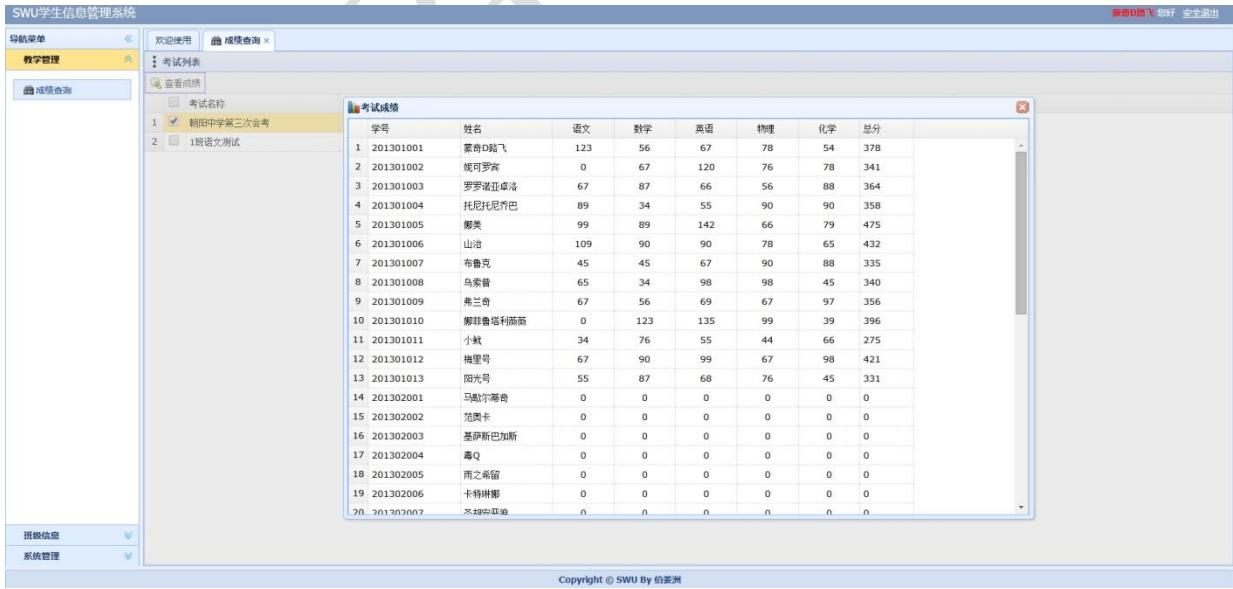 SWU学生信息管理系统
蒙奇D路飞 您好 安全退出
导航菜单
欢迎使用 成绩查询
教学管理
考试列表
查看成绩
成绩查询
考试名称
1 朝阳中学第三次会考
2 1班语文测试
考试成绩
学号 姓名 语文 数学 英语 物理 化学 总分
1 201301001 蒙奇D路飞 123 56 67 78 54 378
2 201301002 妮可罗宾 0 67 120 76 78 341
3 201301003 罗罗诺亚卓洛 67 87 66 56 88 364
4 201301004 托尼托尼乔巴 89 34 55 90 90 358
5 201301005 娜美 99 89 142 66 79 475
6 201301006 山治 109 90 90 78 65 432
7 201301007 布鲁克 45 45 67 90 88 335
8 201301008 乌索普 65 34 98 98 45 340
9 201301009 弗兰奇 67 56 69 67 97 356
10 201301010 娜菲鲁塔利薇薇 0 123 135 99 39 396
11 201301011 小贼 34 76 55 44 66 275
12 201301012 梅里号 67 90 99 67 98 421
13 201301013 阳光号 55 87 68 76 45 331
14 201302001 马歇尔蒂奇 0 0 0 0 0 0
15 201302002 范奥卡 0 0 0 0 0 0
16 201302003 基萨斯巴加斯 0 0 0 0 0 0
17 201302004 毒Q 0 0 0 0 0 0
18 201302005 雨之希留 0 0 0 0 0 0
19 201302006 卡特琳娜 0 0 0 0 0 0
20 201302007 0 0 0 0 0 0
班级信息
系统管理
Copyright © SWU By 伯姜洲